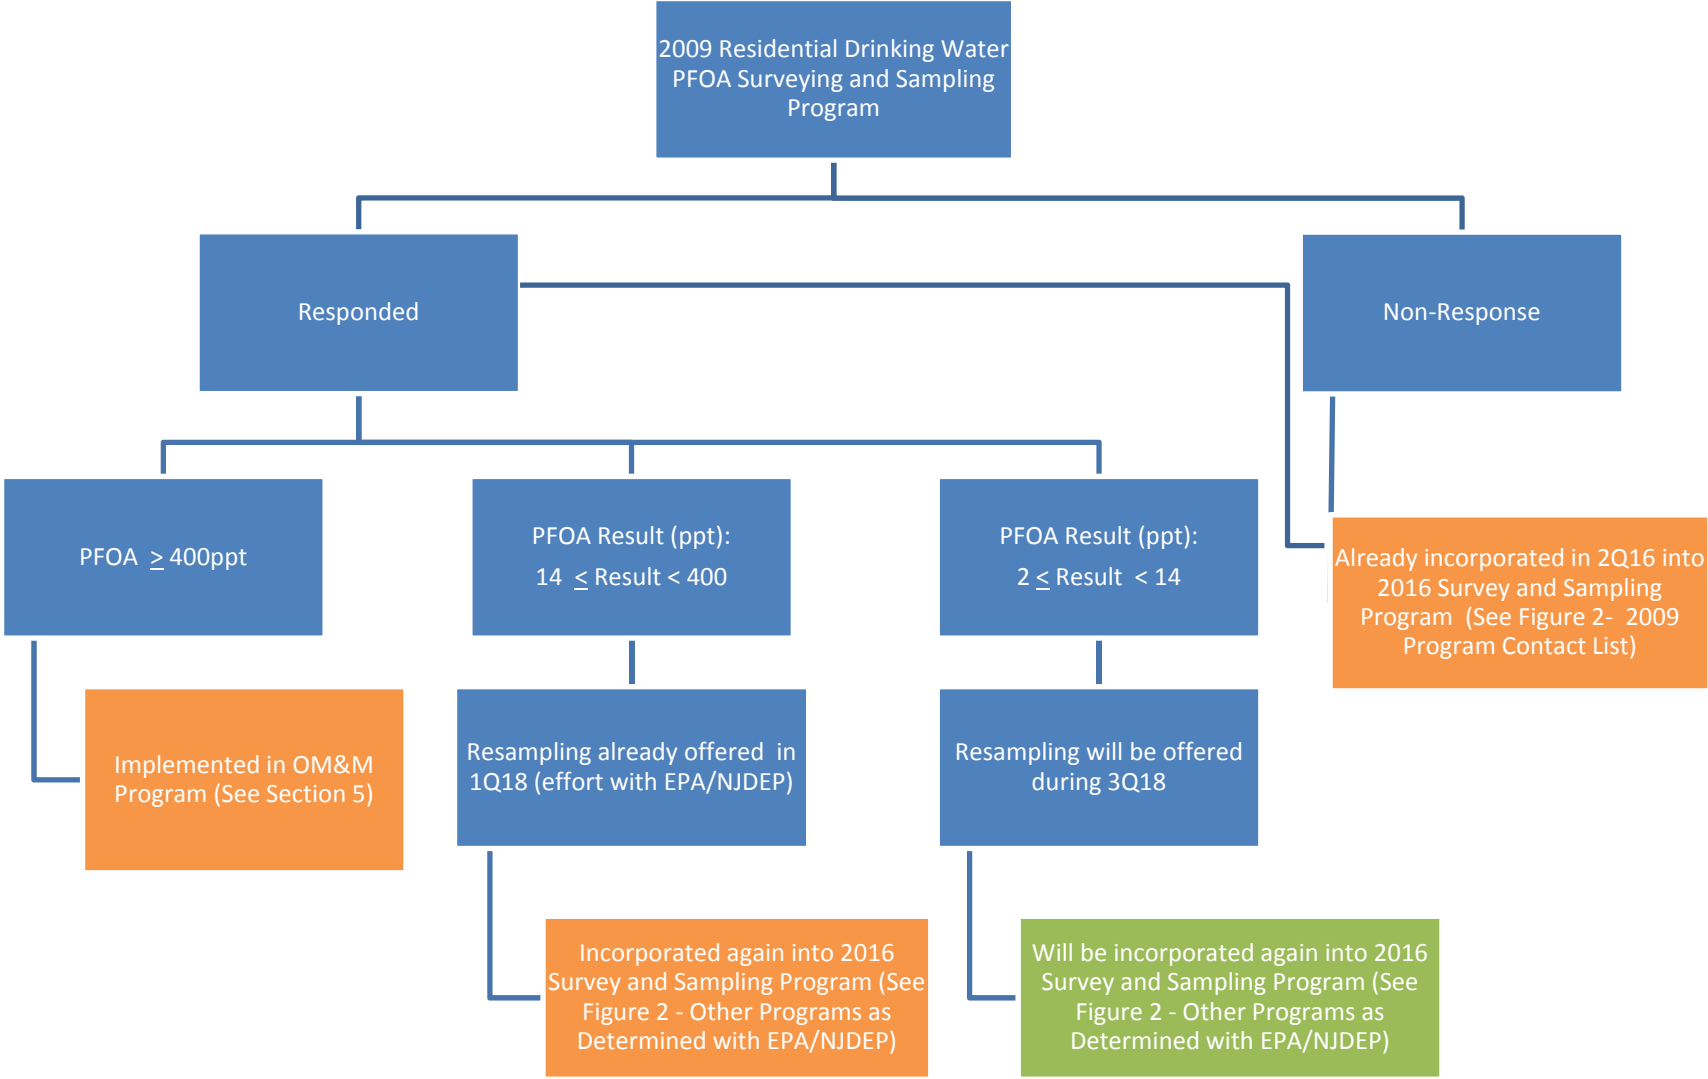 2009 Residential Drinking Water
PFOA Surveying and Sampling
Program
Responded
Non-Response
PFOA ≥ 400ppt
PFOA Result (ppt):
14 ≤ Result < 400
PFOA Result (ppt):
2 ≤ Result < 14
Already incorporated in 2Q16 into
2016 Survey and Sampling
Program (See Figure 2- 2009
Program Contact List)
Implemented in OM&M
Program (See Section 5)
Resampling already offered in
1Q18 (effort with EPA/NJDEP)
Resampling will be offered
during 3Q18
Incorporated again into 2016
Survey and Sampling Program (See
Figure 2 - Other Programs as
Determined with EPA/NJDEP)
Will be incorporated again into 2016
Survey and Sampling Program (See
Figure 2 - Other Programs as
Determined with EPA/NJDEP)